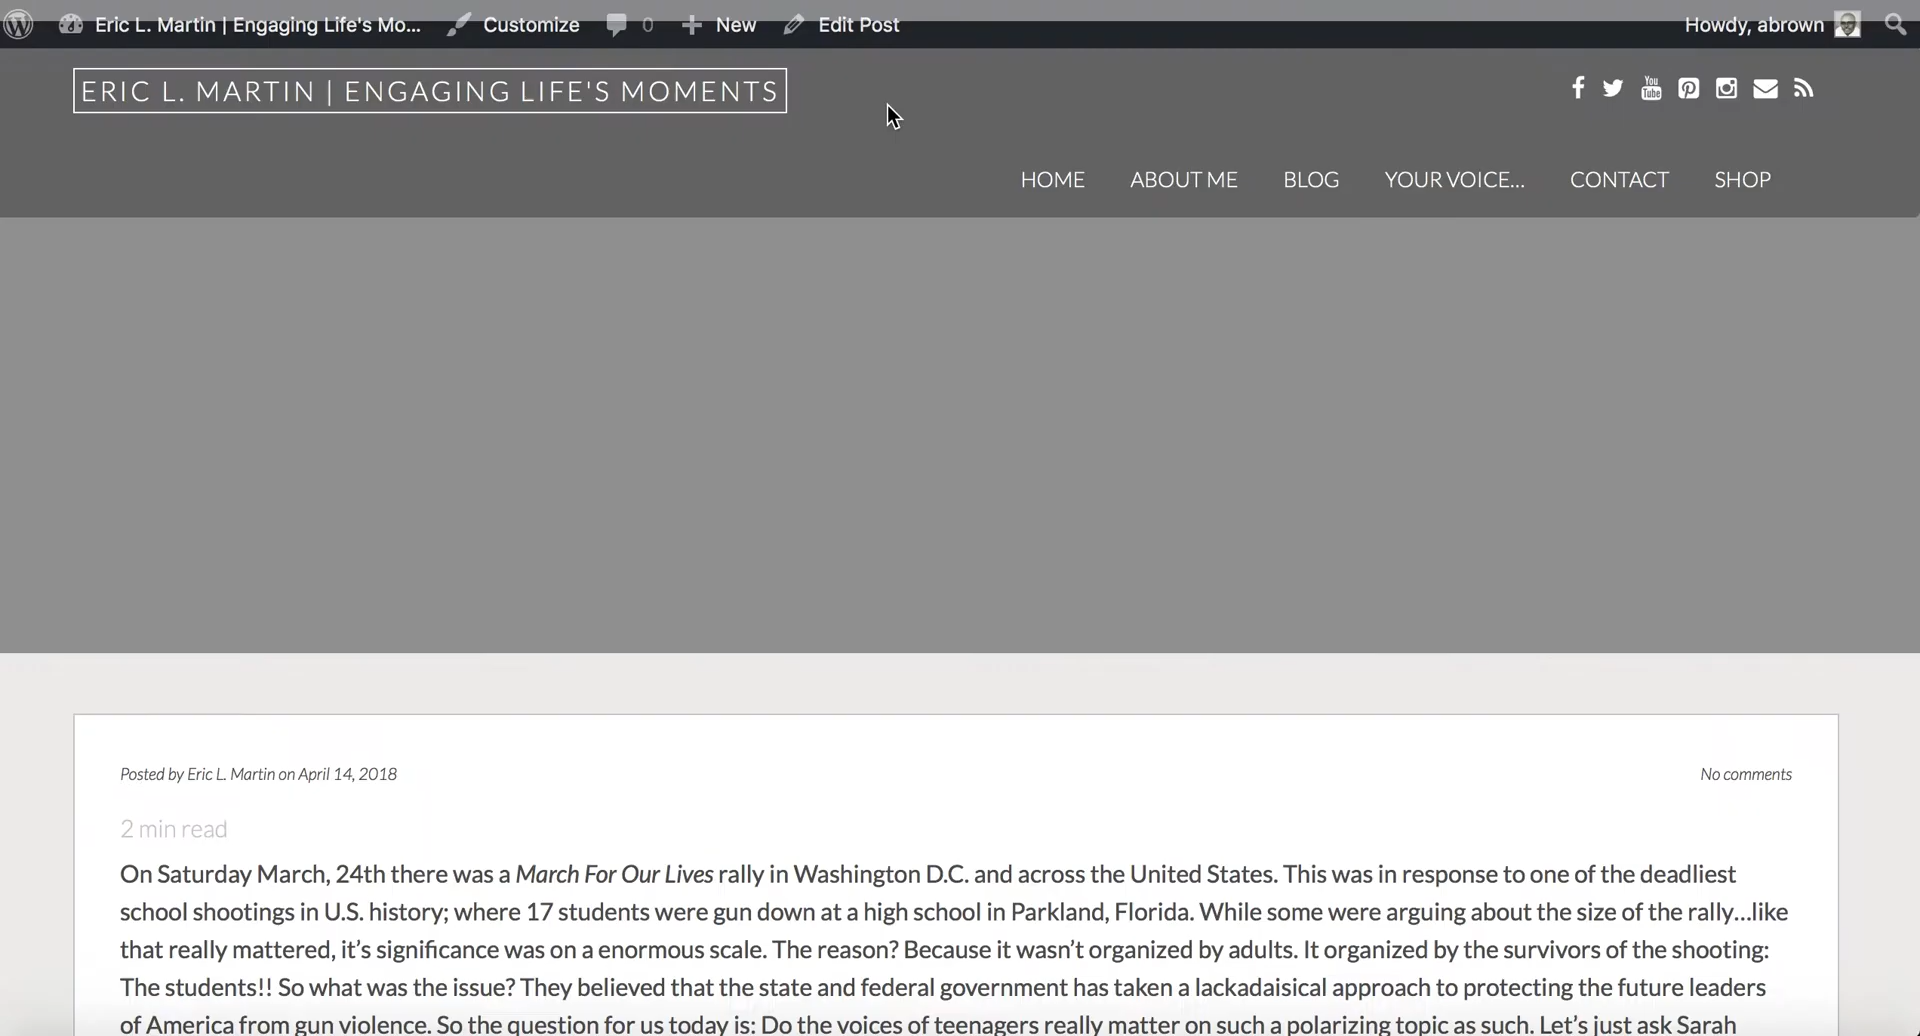 Eric L. Martin | Engaging Life's Mo... Customize 0 New Edit Post Howdy, abrown
ERIC L. MARTIN | ENGAGING LIFE'S MOMENTS
You Tube
HOME ABOUT ME BLOG YOUR VOICE... CONTACT SHOP
Posted by Eric L. Martin on April 14, 2018 No comments
2 min read
On Saturday March, 24th there was a March For Our Lives rally in Washington D.C. and across the United States. This was in response to one of the deadliest
school shootings in U.S. history; where 17 students were gun down at a high school in Parkland, Florida. While some were arguing about the size of the rally…like
that really mattered, it’s significance was on a enormous scale. The reason? Because it wasn’t organized by adults. It organized by the survivors of the shooting:
The students!! So what was the issue? They believed that the state and federal government has taken a lackadaisical approach to protecting the future leaders
of America from gun violence. So the question for us today is: Do the voices of teenagers really matter on such a polarizing topic as such. Let’s just ask Sarah